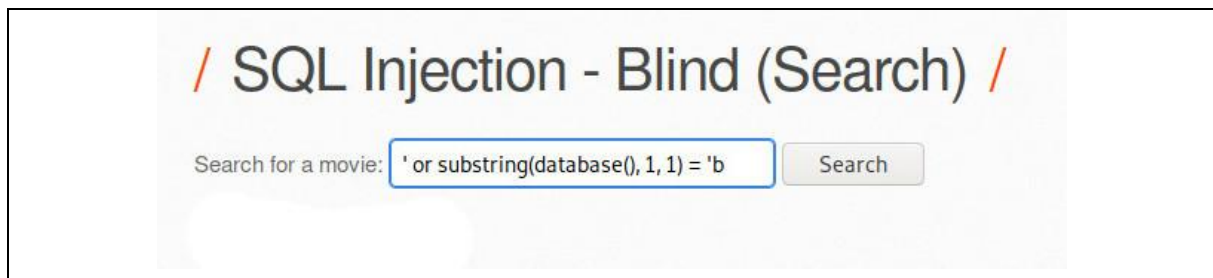 / SQL Injection - Blind (Search) /
Search for a movie: ' or substring(database(), 1, 1) = 'b Search